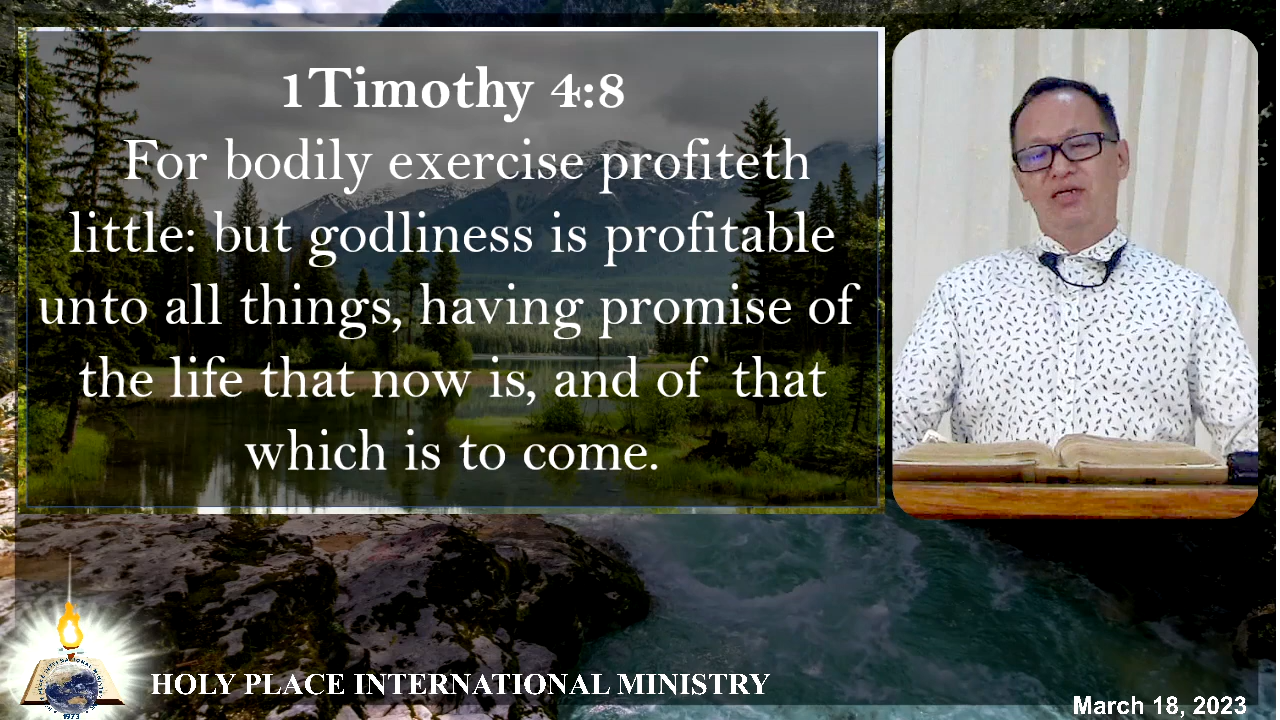 1Timothy 4:8
For bodily exercise profiteth
little: but godliness is profitable
unto all things, having promise of
the life that now is, and of that
which is to come.
HOLY PLACE INTERNATIONAL MINISTRY
1973
March 18, 2023